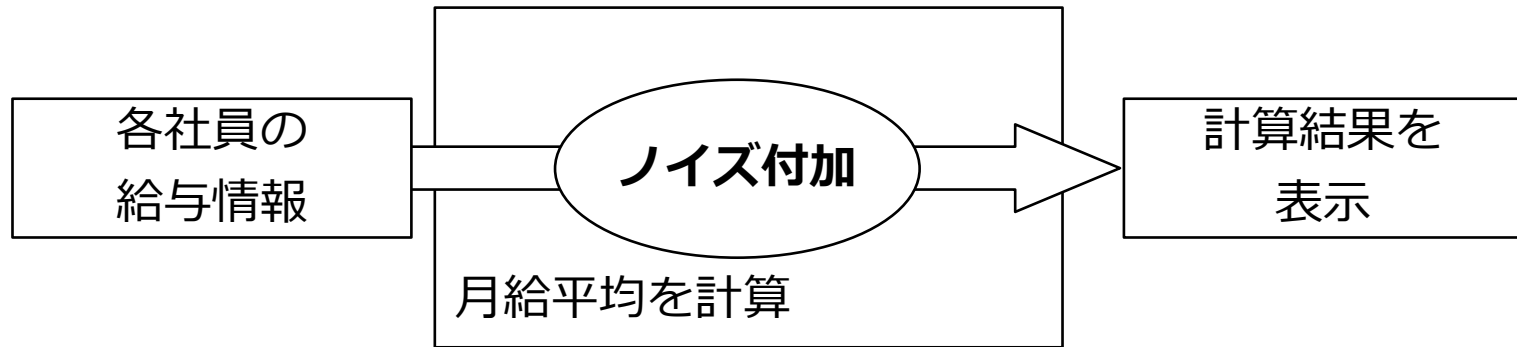 各社員の
給与情報
ノイズ付加
月給平均を計算
計算結果を
表示